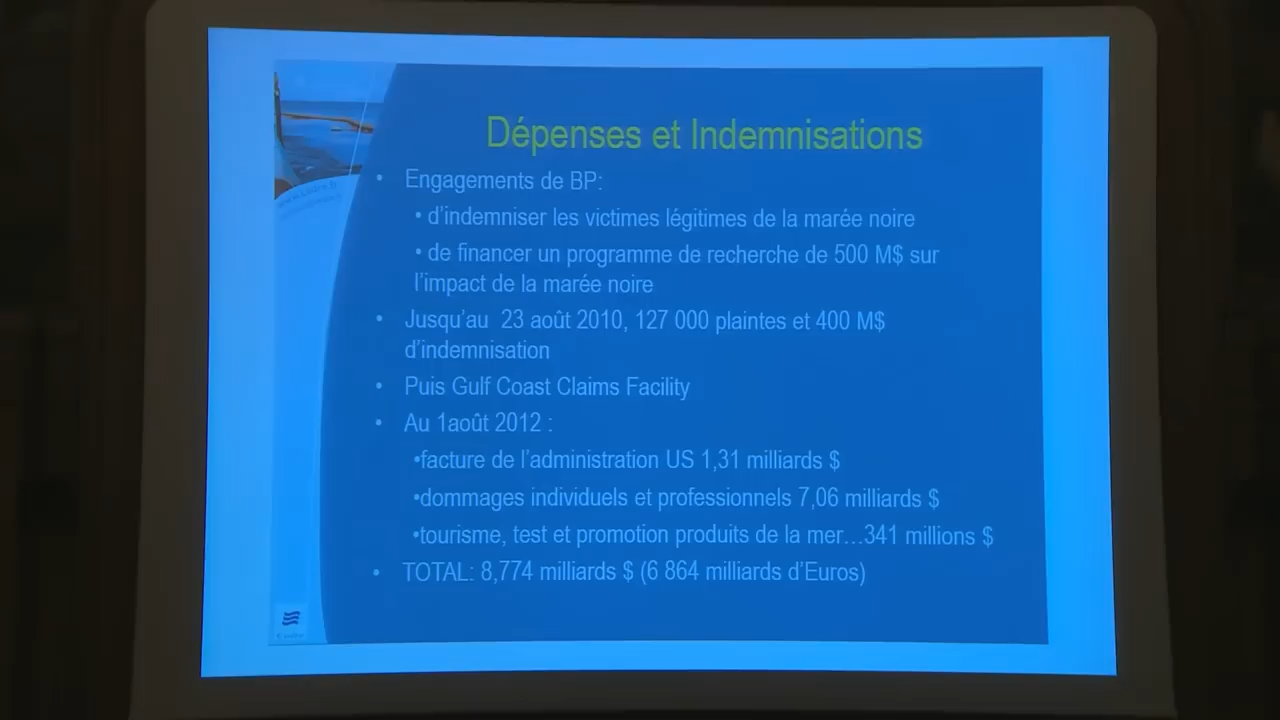 Dépenses et Indemnisations
• Engagements de BP:
• d'indemniser les victimes légitimes de la marée noire
• de financer un programme de recherche de 500 M$ sur
l'impact de la marée noire
• Jusqu'au 23 août 2010, 127 000 plaintes et 400 M$
d'indemnisation
• Puis Gulf Coast Claims Facility
• Au 1août 2012 :
•facture de l'administration US 1,31 milliards $
•dommages individuels et professionnels 7,06 milliards $
•tourisme, test et promotion produits de la mer…341 millions $
• TOTAL: 8,774 milliards $ (6 864 milliards d'Euros)